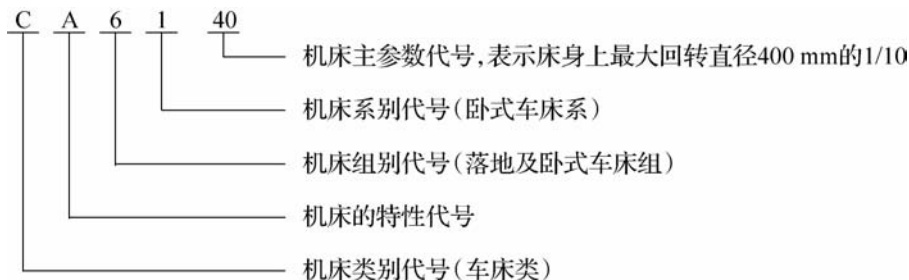 C A 6 1 40
机床主参数代号,表示床身上最大回转直径400 mm的1/10
机床系别代号(卧式车床系)
机床组别代号(落地及卧式车床组)
机床的特性代号
机床类别代号(车床类)